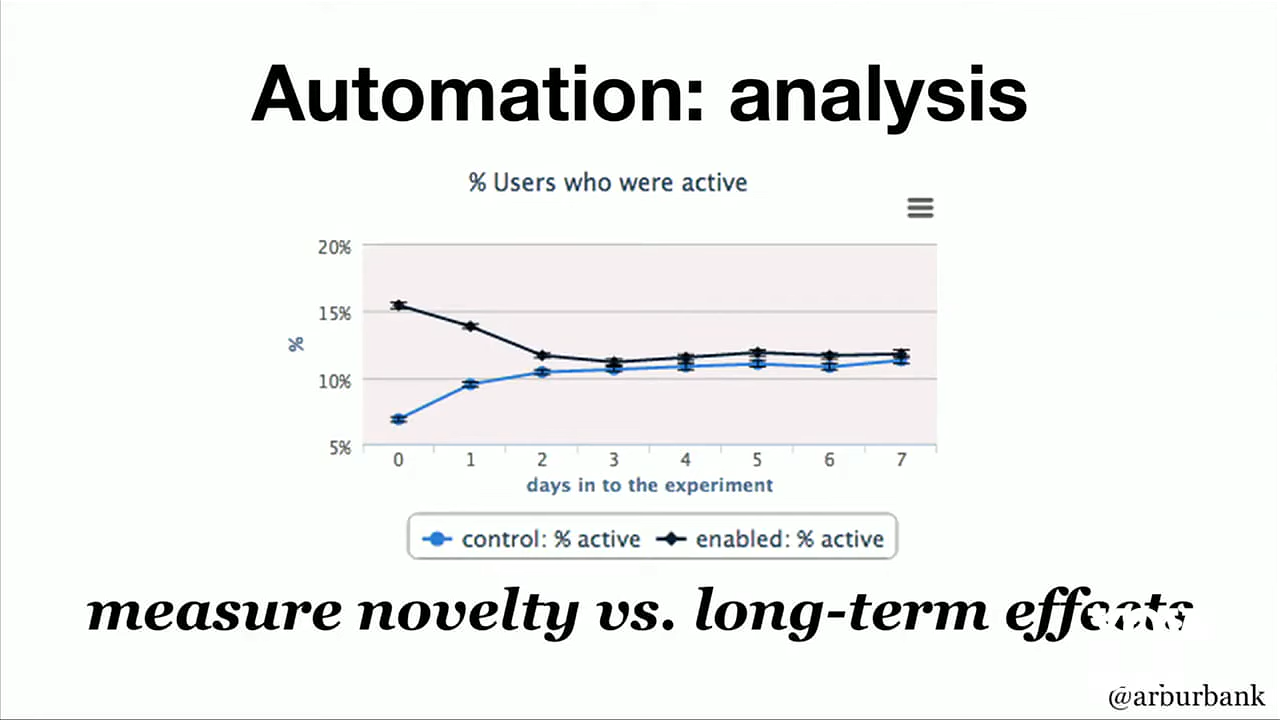 Automation: analysis
% Users who were active
20%
15%
%
10%
5%
0 1 2 3 4 5 6 7
days in to the experiment
control: % active enabled: % active
measure novelty vs. long-term effects
@arburbank